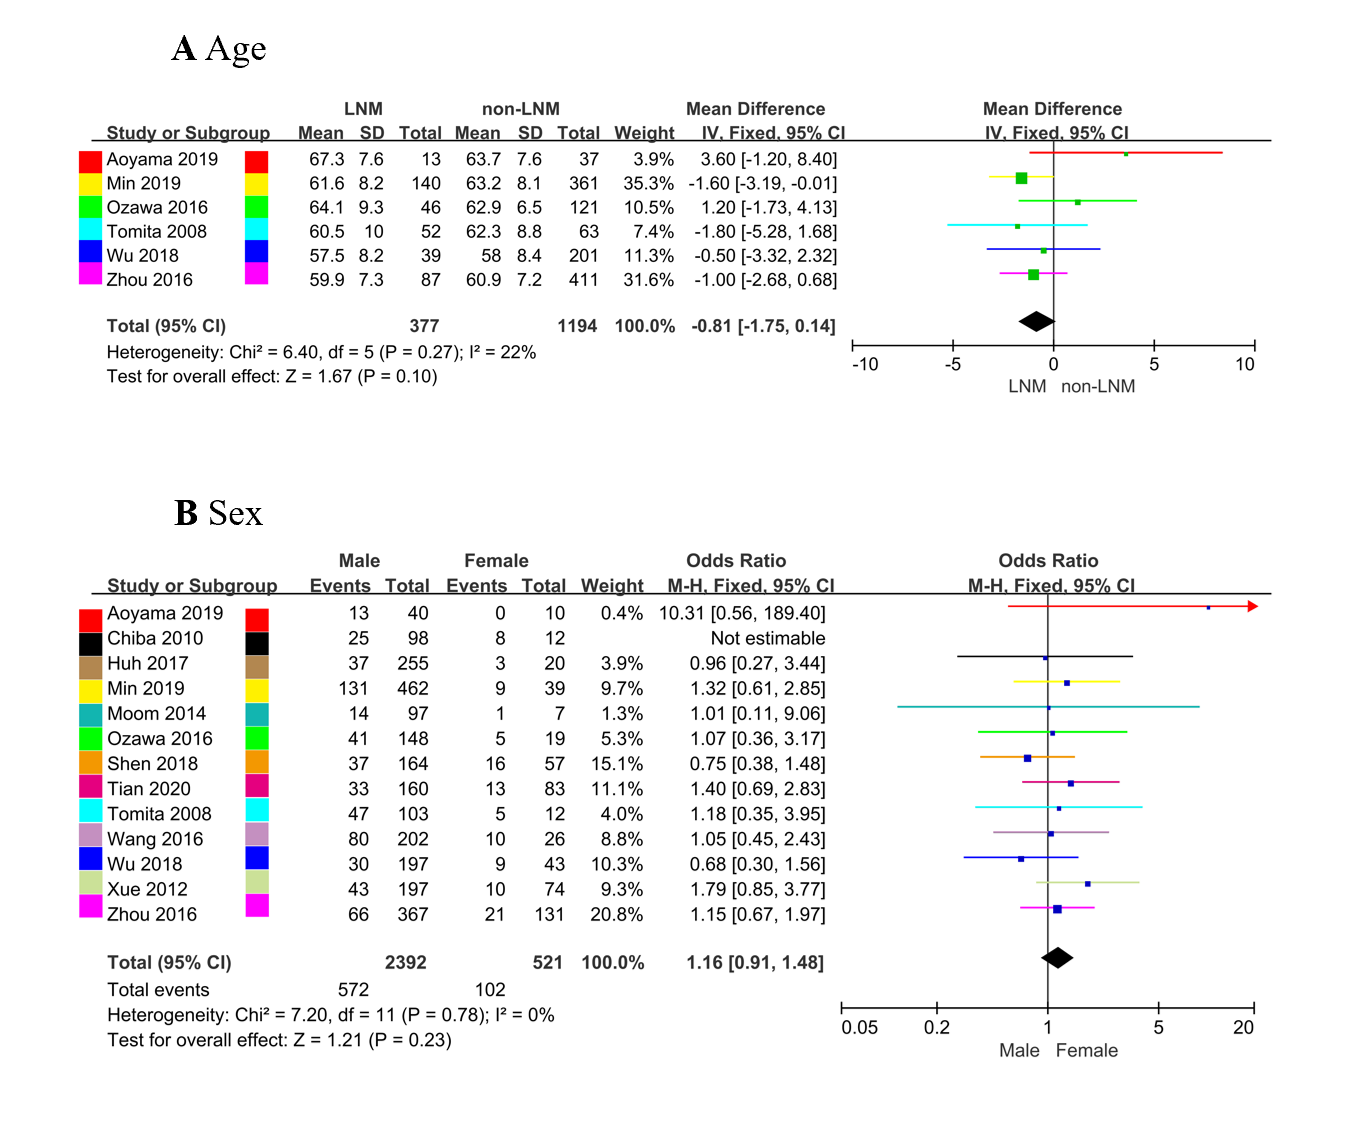 A Age
LNM non-LNM Mean Difference Mean Difference
Study or Subgroup Mean SD Total Mean SD Total Weight IV, Fixed, 95% CI IV, Fixed, 95% CI
Aoyama 2019 67.3 7.6 13 63.7 7.6 37 3.9% 3.60 [-1.20, 8.40]
Min 2019 61.6 8.2 140 63.2 8.1 361 35.3% -1.60 [-3.19, -0.01]
Ozawa 2016 64.1 9.3 46 62.9 6.5 121 10.5% 1.20 [-1.73, 4.13]
Tomita 2008 60.5 10 52 62.3 8.8 63 7.4% -1.80 [-5.28, 1.68]
Wu 2018 57.5 8.2 39 58 8.4 201 11.3% -0.50 [-3.32, 2.32]
Zhou 2016 59.9 7.3 87 60.9 7.2 411 31.6% -1.00 [-2.68, 0.68]
Total (95% CI) 377 1194 100.0% -0.81 [-1.75, 0.14]
Heterogeneity: Chi² = 6.40, df = 5 (P = 0.27); I² = 22%
Test for overall effect: Z = 1.67 (P = 0.10)
-10 -5 0 5 10
LNM non-LNM
B Sex
Male Female Odds Ratio Odds Ratio
Study or Subgroup Events Total Events Total Weight M-H, Fixed, 95% CI M-H, Fixed, 95% CI
Aoyama 2019 13 40 0 10 0.4% 10.31 [0.56, 189.40]
Chiba 2010 25 98 8 12 Not estimable
Huh 2017 37 255 3 20 3.9% 0.96 [0.27, 3.44]
Min 2019 131 462 9 39 9.7% 1.32 [0.61, 2.85]
Moom 2014 14 97 1 7 1.3% 1.01 [0.11, 9.06]
Ozawa 2016 41 148 5 19 5.3% 1.07 [0.36, 3.17]
Shen 2018 37 164 16 57 15.1% 0.75 [0.38, 1.48]
Tian 2020 33 160 13 83 11.1% 1.40 [0.69, 2.83]
Tomita 2008 47 103 5 12 4.0% 1.18 [0.35, 3.95]
Wang 2016 80 202 10 26 8.8% 1.05 [0.45, 2.43]
Wu 2018 30 197 9 43 10.3% 0.68 [0.30, 1.56]
Xue 2012 43 197 10 74 9.3% 1.79 [0.85, 3.77]
Zhou 2016 66 367 21 131 20.8% 1.15 [0.67, 1.97]
Total (95% CI) 2392 521 100.0% 1.16 [0.91, 1.48]
Total events 572 102
Heterogeneity: Chi² = 7.20, df = 11 (P = 0.78); I² = 0%
Test for overall effect: Z = 1.21 (P = 0.23)
0.05 0.2 1 5 20
Male Female